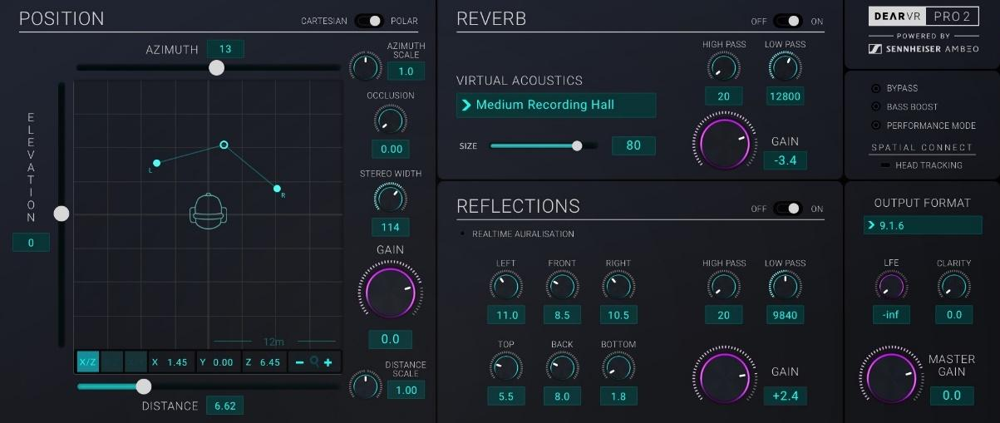 POSITION
CARTESIAN POLAR
AZIMUTH 13
AZIMUTH
SCALE
1.0
OCCLUSION
0.00
STEREO WIDTH
114
GAIN
0.0
DISTANCE
SCALE
1.00
ELEVATION
0
L
R
12m
X/Z X 1.45 Y 0.00 Z 6.45
DISTANCE 6.62
REVERB
OFF ON
VIRTUAL ACOUSTICS
Medium Recording Hall
SIZE 80
HIGH PASS LOW PASS
20 12800
GAIN
-3.4
REFLECTIONS
OFF ON
REALTIME AURALISATION
LEFT FRONT RIGHT
11.0 8.5 10.5
TOP BACK BOTTOM
5.5 8.0 1.8
HIGH PASS LOW PASS
20 9840
GAIN
+2.4
DEARVR PRO 2
POWERED BY
SENNHEISER AMBEO
BYPASS
BASS BOOST
PERFORMANCE MODE
SPATIAL CONNECT
HEAD TRACKING
OUTPUT FORMAT
9.1.6
LFE CLARITY
-inf 0.0
MASTER
GAIN
0.0